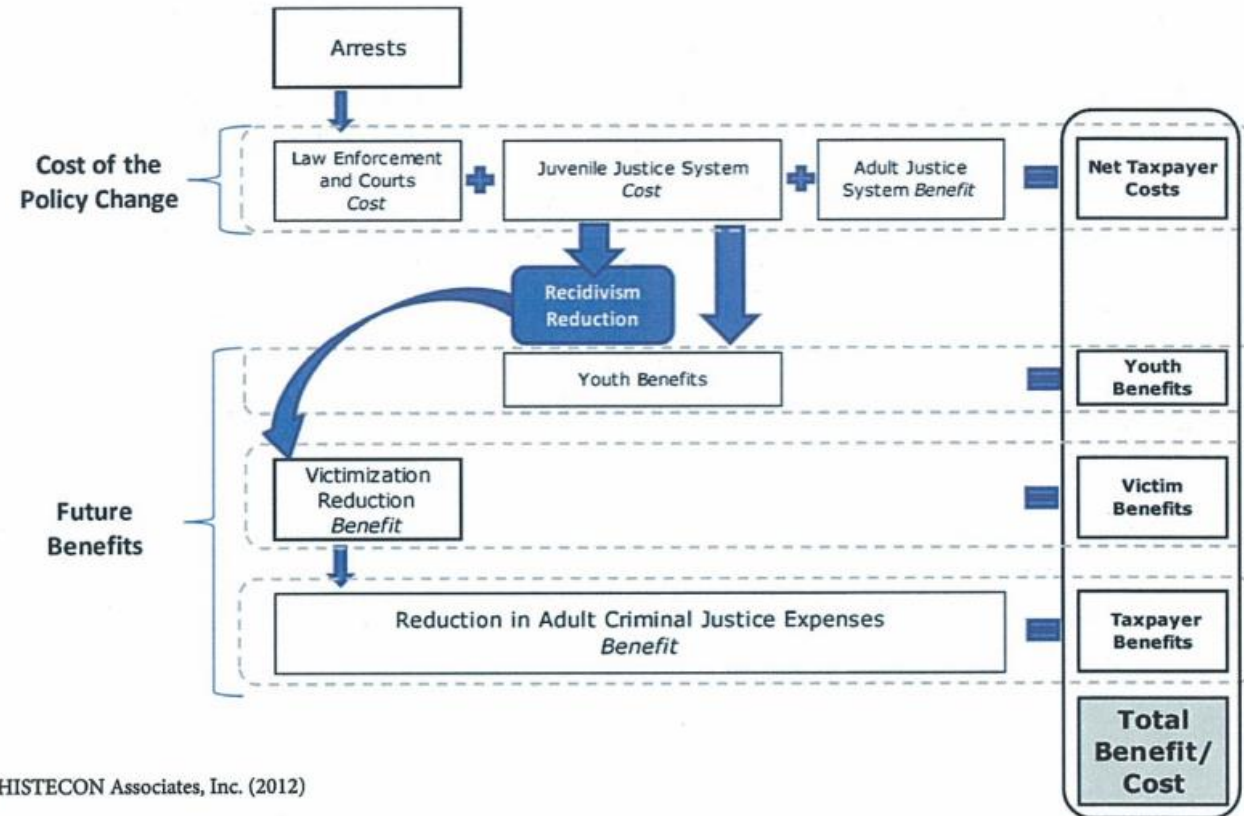 Arrests
Cost of the
Policy Change
Law Enforcement
and Courts
Cost
Juvenile Justice System
Cost
Adult Justice
System Benefit
Net Taxpayer
Costs
Recidivism
Reduction
Youth Benefits
Youth
Benefits
Future
Benefits
Victimization
Reduction
Benefit
Victim
Benefits
Reduction in Adult Criminal Justice Expenses
Benefit
Taxpayer
Benefits
Total
Benefit/
Cost
HISTECON Associates, Inc. (2012)